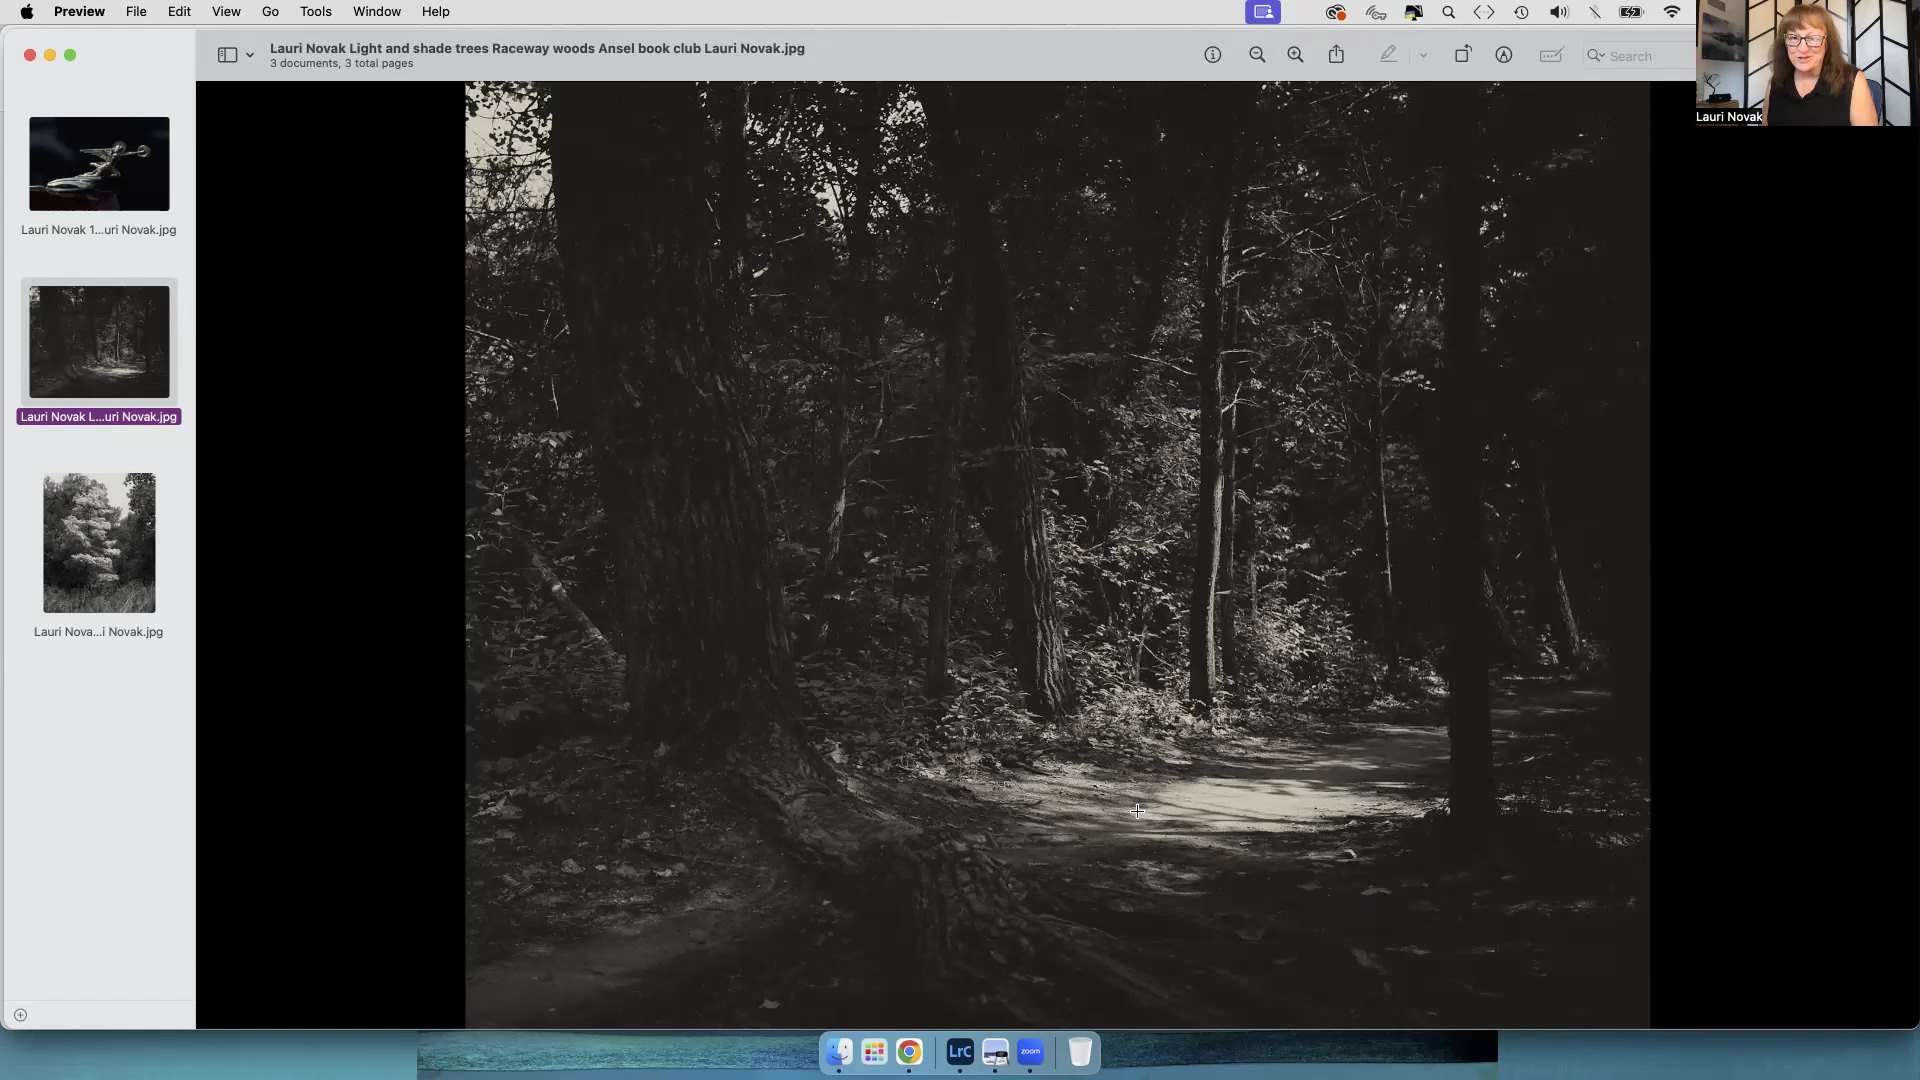 Preview File Edit View Go Tools Window Help
Lauri Novak Light and shade trees Raceway woods Ansel book club Lauri Novak.jpg
3 documents, 3 total pages
Search
Lauri Novak
Lauri Novak 1...uri Novak.jpg
Lauri Novak L...uri Novak.jpg
Lauri Nova...i Novak.jpg
LrC
zoom